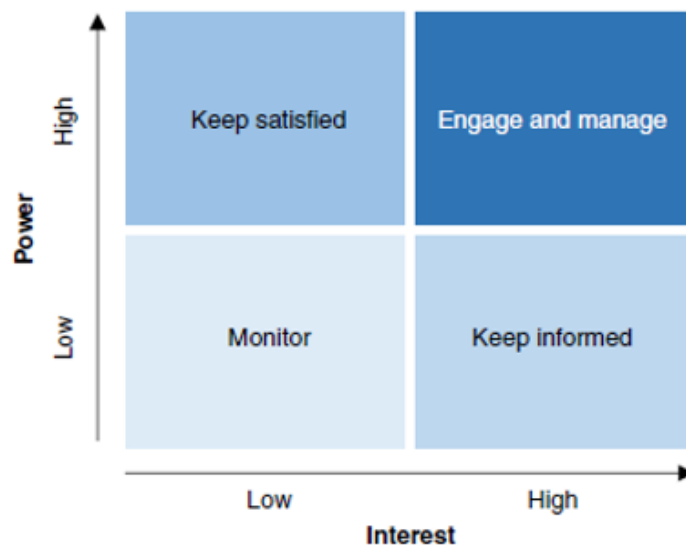 High
Keep satisfied
Engage and manage
Power
Low
Monitor
Keep informed
Low
High
Interest